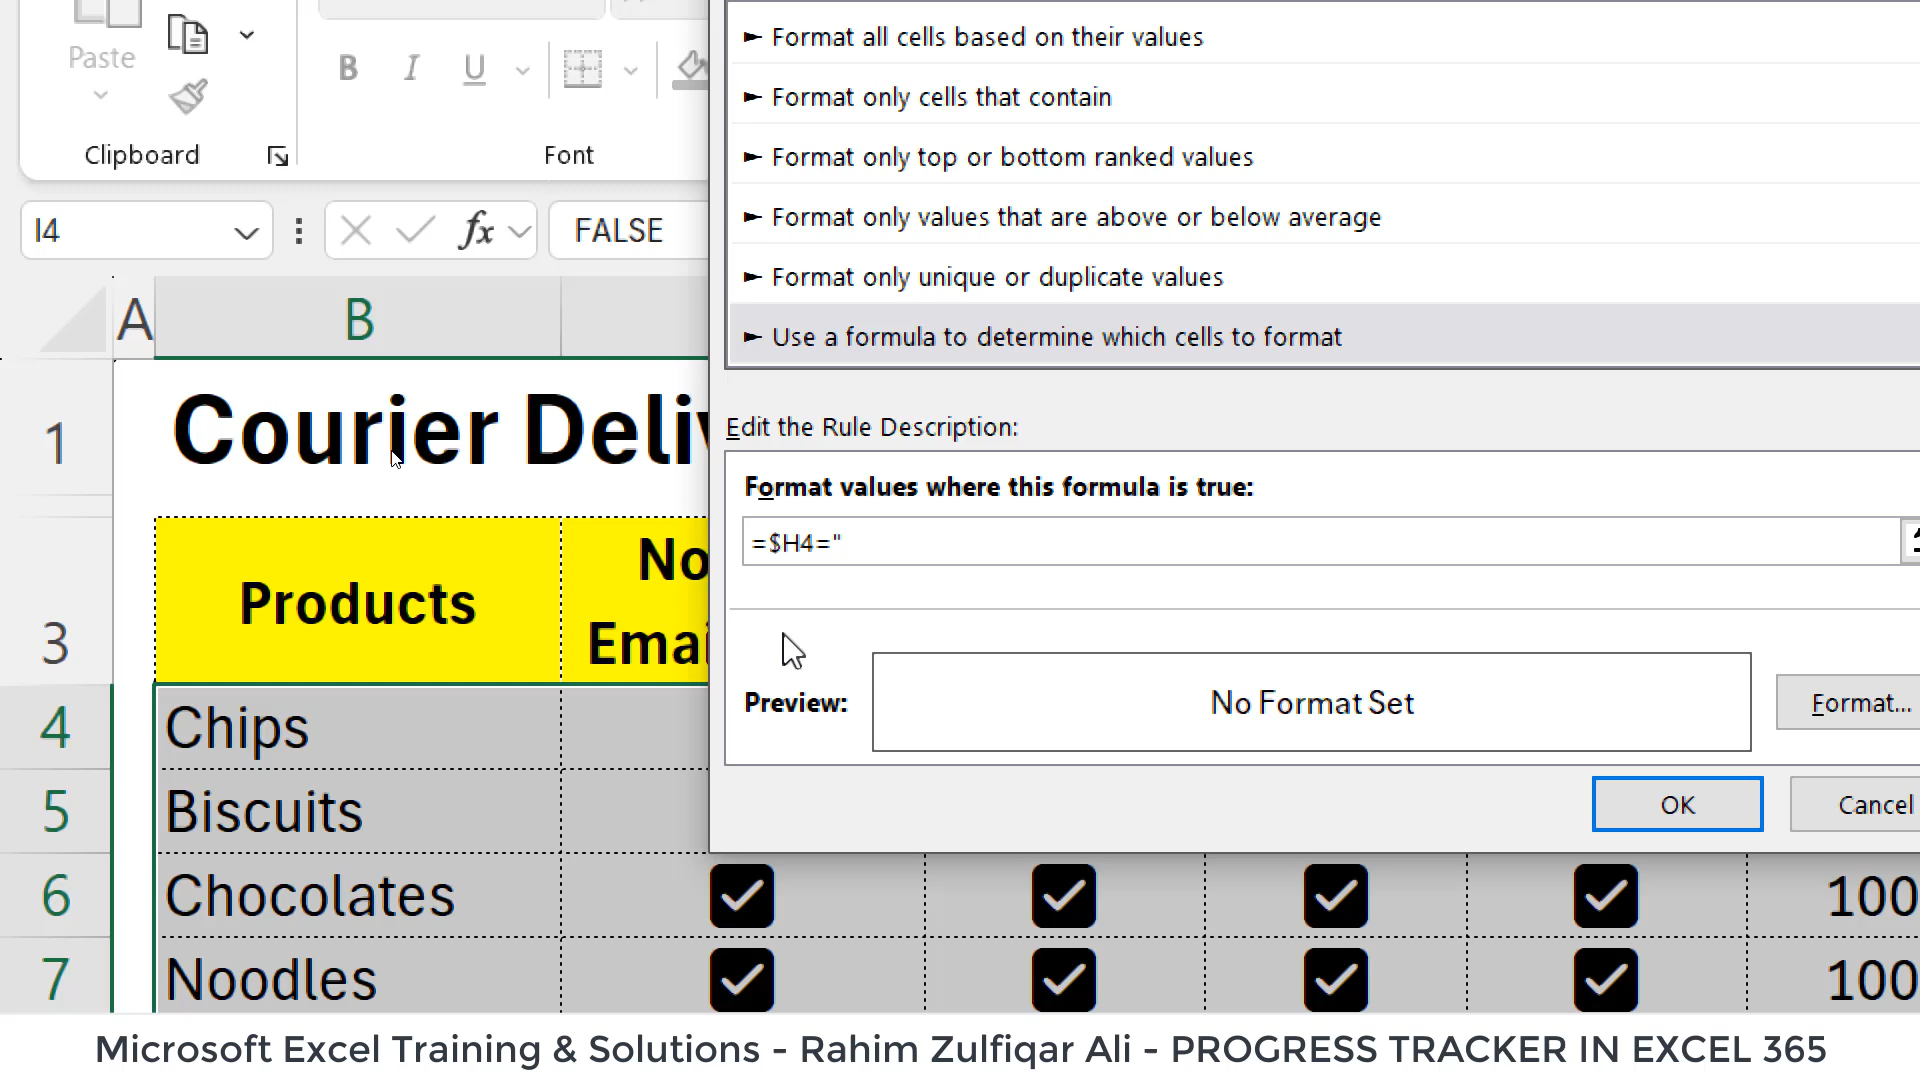 Paste
Clipboard
B I U
Font
I4
fx
FALSE
A
B
1
Courier Deli
3
Products
No
Emai
4
Chips
5
Biscuits
6
Chocolates
100
7
Noodles
100
► Format all cells based on their values
► Format only cells that contain
► Format only top or bottom ranked values
► Format only values that are above or below average
► Format only unique or duplicate values
► Use a formula to determine which cells to format
Edit the Rule Description:
Format values where this formula is true:
=$H4="
Preview:
No Format Set
Format...
OK
Cancel
Microsoft Excel Training & Solutions - Rahim Zulfiqar Ali - PROGRESS TRACKER IN EXCEL 365